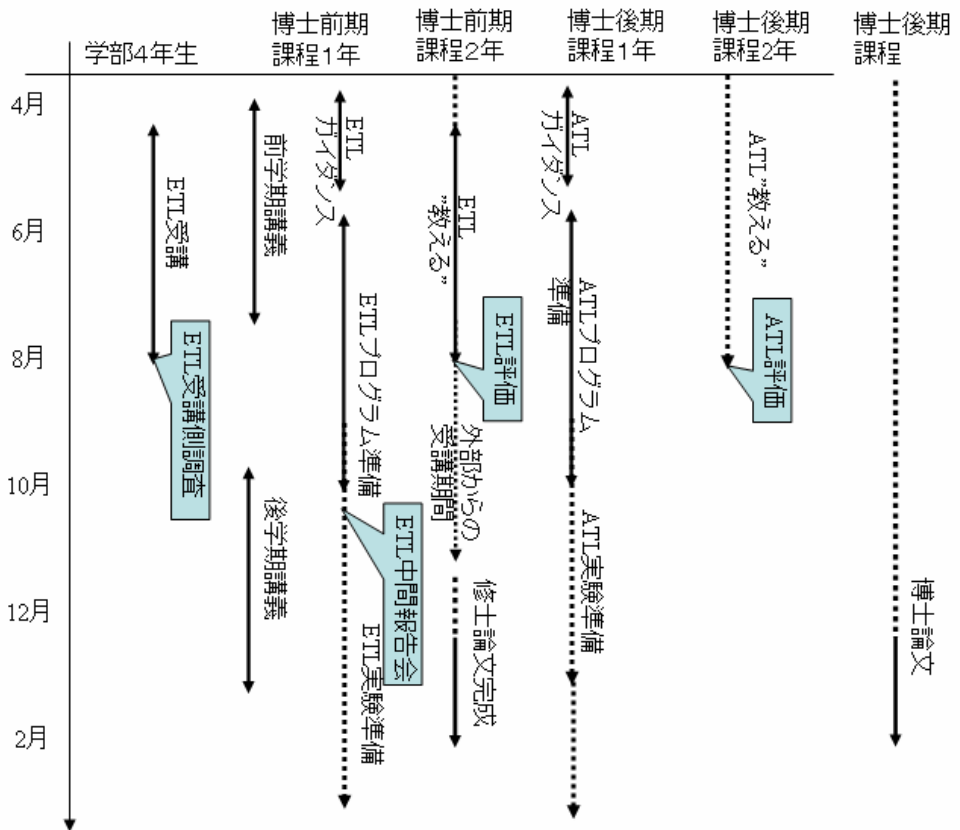 学部4年生
博士前期
課程1年
博士前期
課程2年
博士後期
課程1年
博士後期
課程2年
博士後期
課程
4月
6月
8月
10月
12月
2月
ETL受講
ETL受講側調査
前学期講義
後学期講義
ETL
ガイダンス
ETLプログラム準備
ETL中間報告会
ETL実験準備
ETL
”教える”
ETL評価
外部からの
受講期間
修士論文完成
ATL
ガイダンス
ATLプログラム
準備
ATL実験準備
ATL”教える”
ATL評価
博士論文